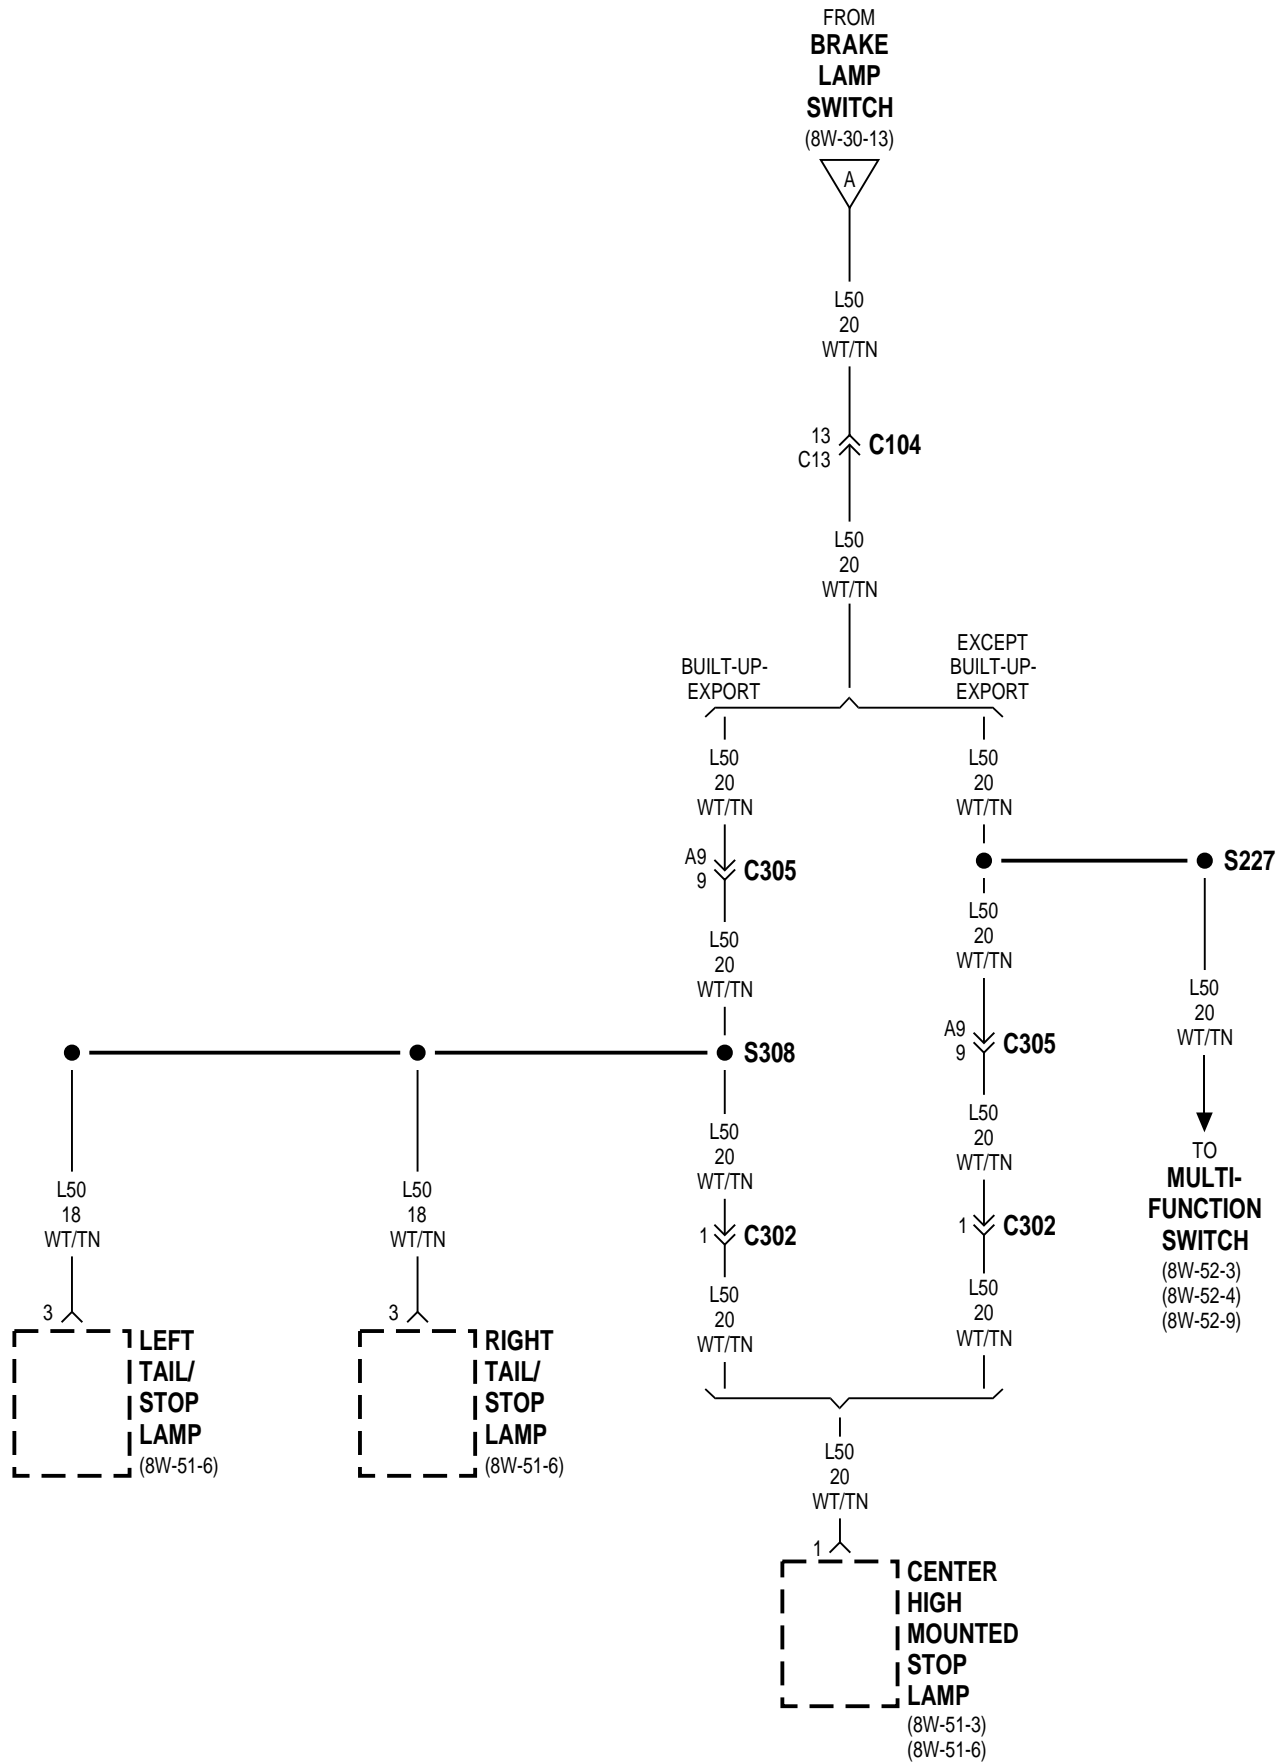 FROM
BRAKE
LAMP
SWITCH
(8W-30-13)
A
L50
20
WT/TN
13
C13
C104
L50
20
WT/TN
BUILT-UP-
EXPORT
EXCEPT
BUILT-UP-
EXPORT
L50
20
WT/TN
L50
20
WT/TN
A9
9
C305
S227
L50
20
WT/TN
L50
20
WT/TN
L50
20
WT/TN
A9
9
C305
S308
L50
20
WT/TN
L50
20
WT/TN
TO
MULTI-
FUNCTION
SWITCH
(8W-52-3)
(8W-52-4)
(8W-52-9)
L50
18
WT/TN
L50
18
WT/TN
1
C302
1
C302
L50
20
WT/TN
L50
20
WT/TN
3
LEFT
TAIL/
STOP
LAMP
(8W-51-6)
3
RIGHT
TAIL/
STOP
LAMP
(8W-51-6)
L50
20
WT/TN
1
CENTER
HIGH
MOUNTED
STOP
LAMP
(8W-51-3)
(8W-51-6)